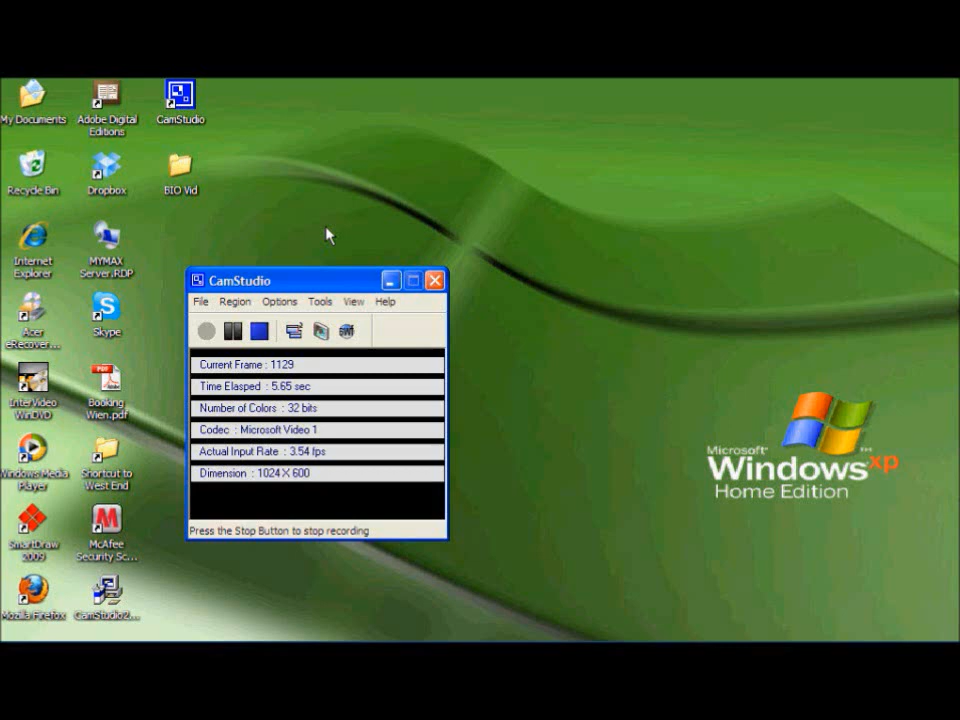 My Documents
Adobe Digital
Editions
CamStudio
Recycle Bin
Dropbox
BIO Vid
Internet
Explorer
MYMAX
Server.RDP
Acer
eRecover...
Skype
InterVideo
WinDVD
Booking
Wien.pdf
Windows Media
Player
Shortcut to
West End
SmartDraw
2009
McAfee
Security Sc...
Mozilla Firefox
CamStudio2...
CamStudio
File Region Options Tools View Help
SWF
Current Frame : 1129
Time Elasped : 5.65 sec
Number of Colors : 32 bits
Codec : Microsoft Video 1
Actual Input Rate : 3.54 fps
Dimension : 1024 X 600
Press the Stop Button to stop recording
Microsoft
Windows xp
Home Edition